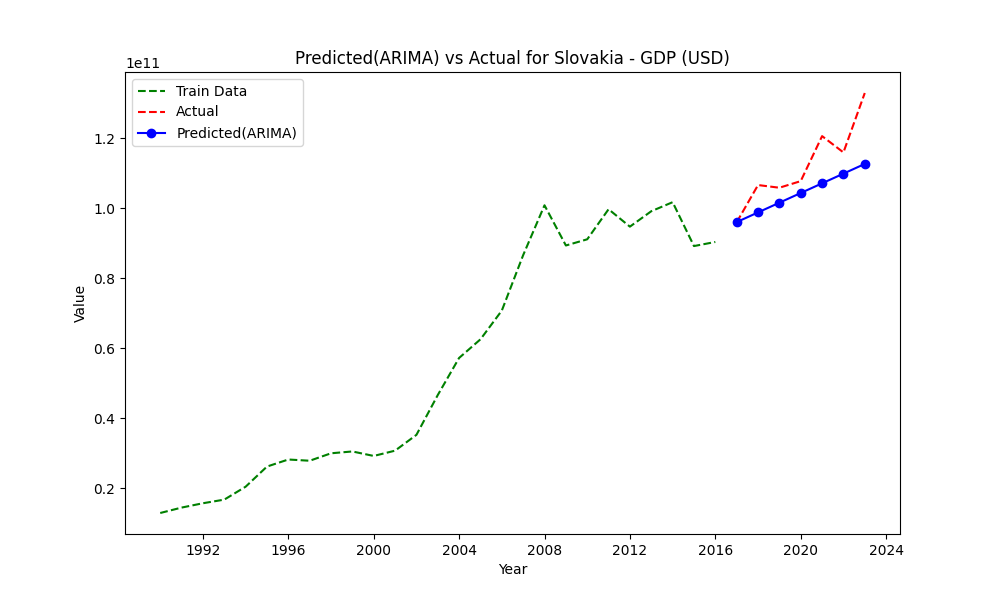 Predicted(ARIMA) vs Actual for Slovakia - GDP (USD)
1e11
Train Data
Actual
Predicted(ARIMA)
1.2
1.0
0.8
0.6
0.4
0.2
Value
1992 1996 2000 2004 2008 2012 2016 2020 2024
Year